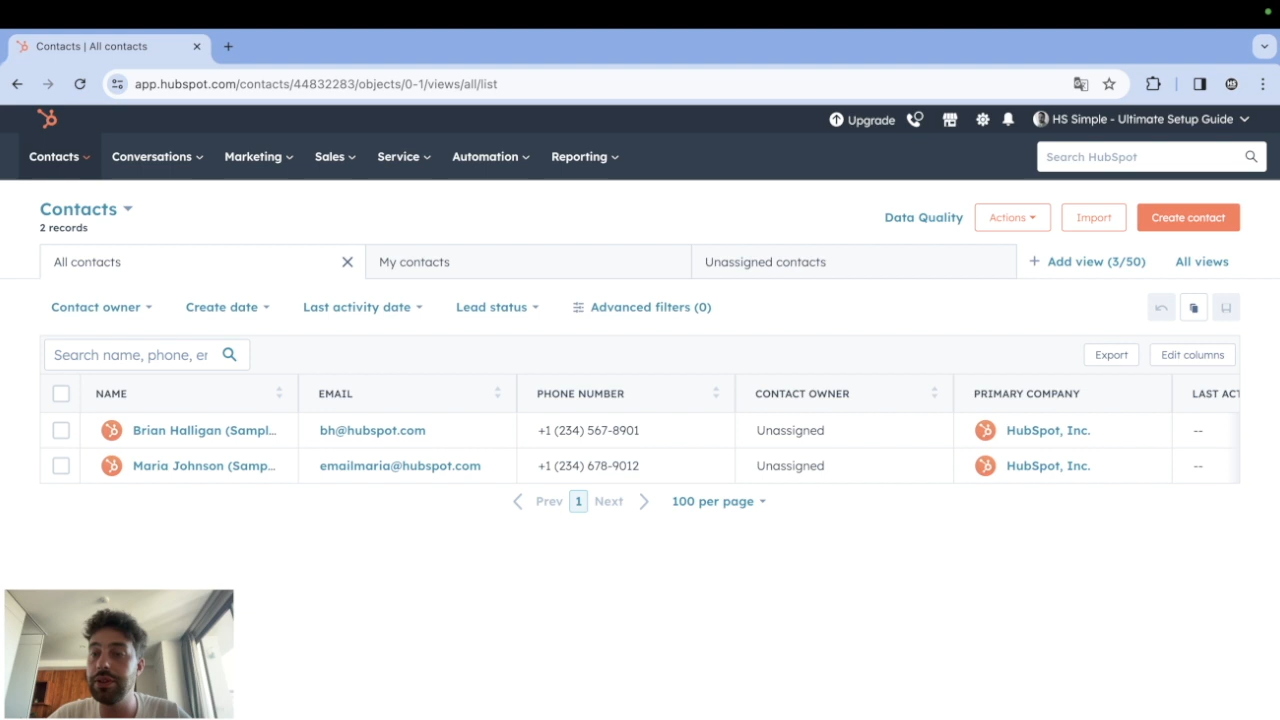 Contacts | All contacts
app.hubspot.com/contacts/44832283/objects/0-1/views/all/list
Upgrade HS Simple - Ultimate Setup Guide
Contacts Conversations Marketing Sales Service Automation Reporting Search HubSpot
Contacts
2 records
Data Quality Actions Import Create contact
All contacts My contacts Unassigned contacts + Add view (3/50) All views
Contact owner Create date Last activity date Lead status Advanced filters (0)
Search name, phone, er Export Edit columns
NAME EMAIL PHONE NUMBER CONTACT OWNER PRIMARY COMPANY LAST ACT
Brian Halligan (Sampl... bh@hubspot.com +1 (234) 567-8901 Unassigned HubSpot, Inc. --
Maria Johnson (Samp... emailmaria@hubspot.com +1 (234) 678-9012 Unassigned HubSpot, Inc. --
Prev 1 Next 100 per page